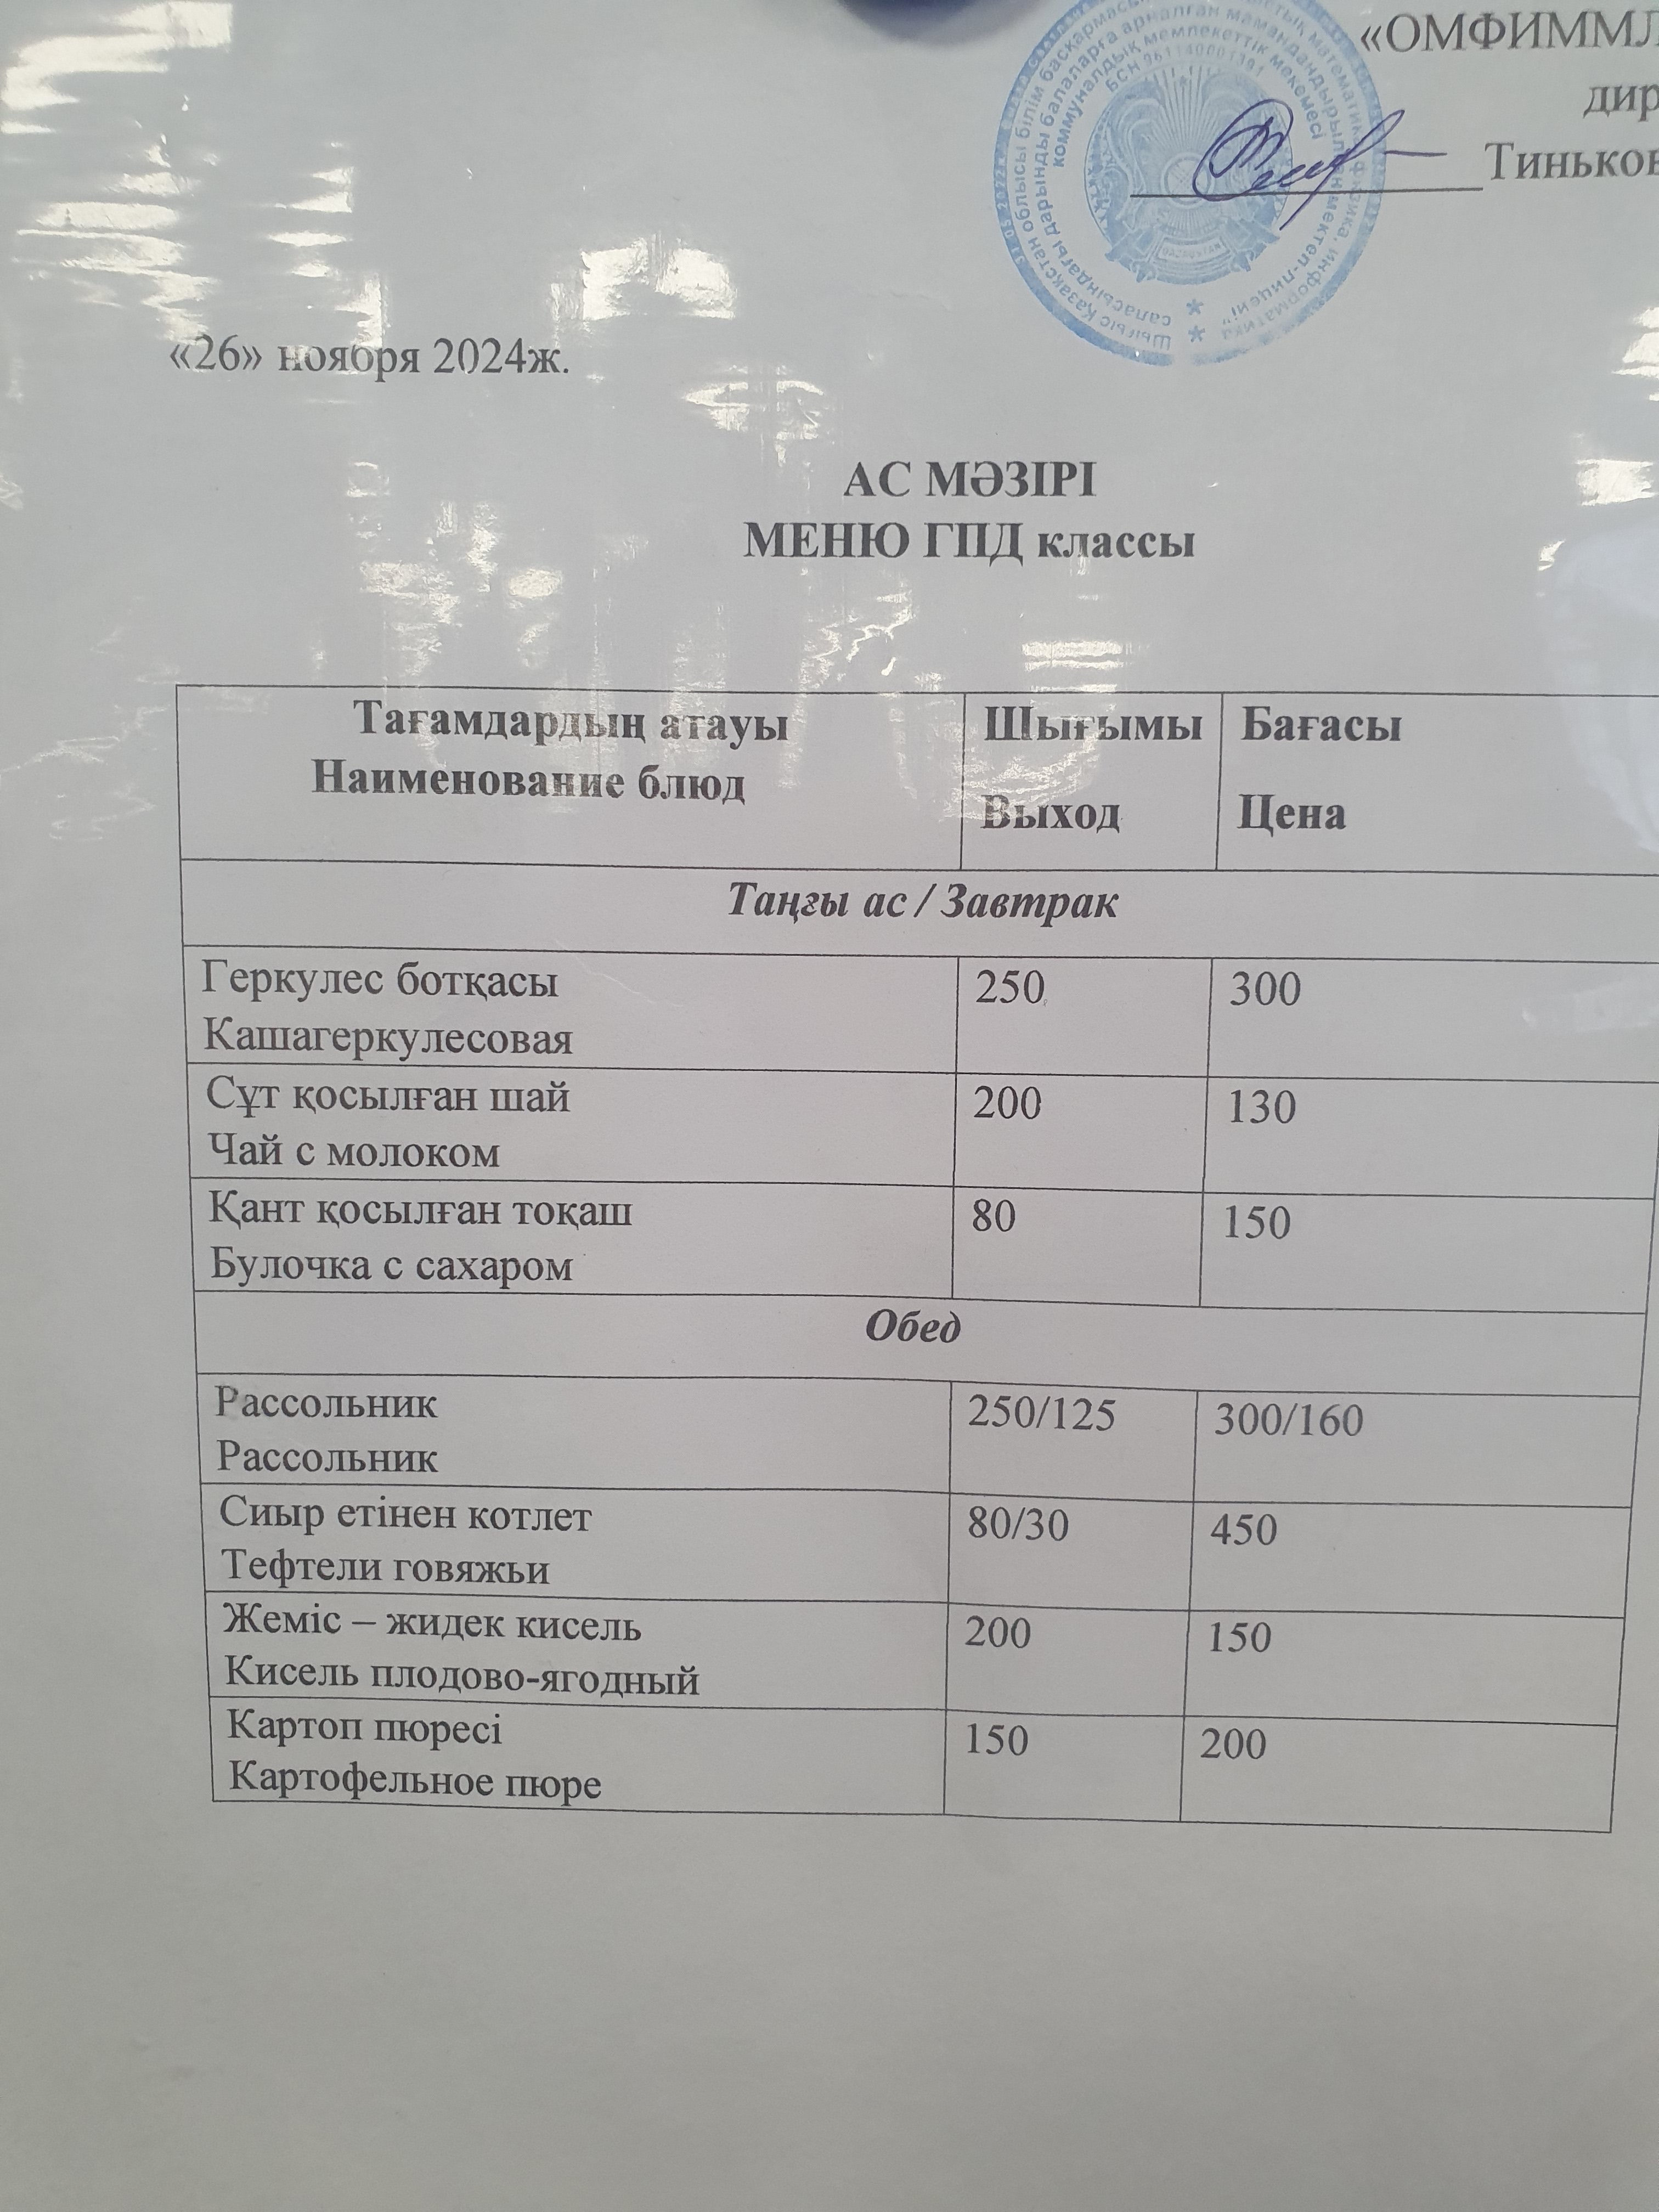 «ОМФИММЛ
дир
Тиньков
«26» ноября 2024ж.
АС МӘЗІРІ
МЕНЮ ГПД классы
Тағамдардың атауы
Наименование блюд
Шығымы
Выход
Бағасы
Цена
Таңғы ас / Завтрак
Геркулес ботқасы
Кашагеркулесовая
250
300
Сұт қосылған шай
Чай с молоком
200
130
Қант қосылған тоқаш
Булочка с сахаром
80
150
Обед
Рассольник
Рассольник
250/125
300/160
Сиыр етінен котлет
Тефтели говяжьи
80/30
450
Жеміс – жидек кисель
Кисель плодово-ягодный
200
150
Картоп пюресі
Картофельное пюре
150
200